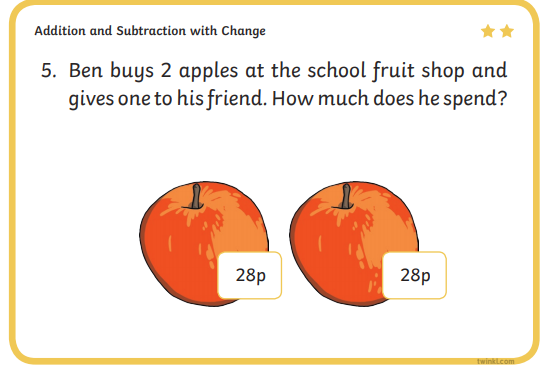 Addition and Subtraction with Change
5. Ben buys 2 apples at the school fruit shop and
gives one to his friend. How much does he spend?
28p
28p
twinkl.com